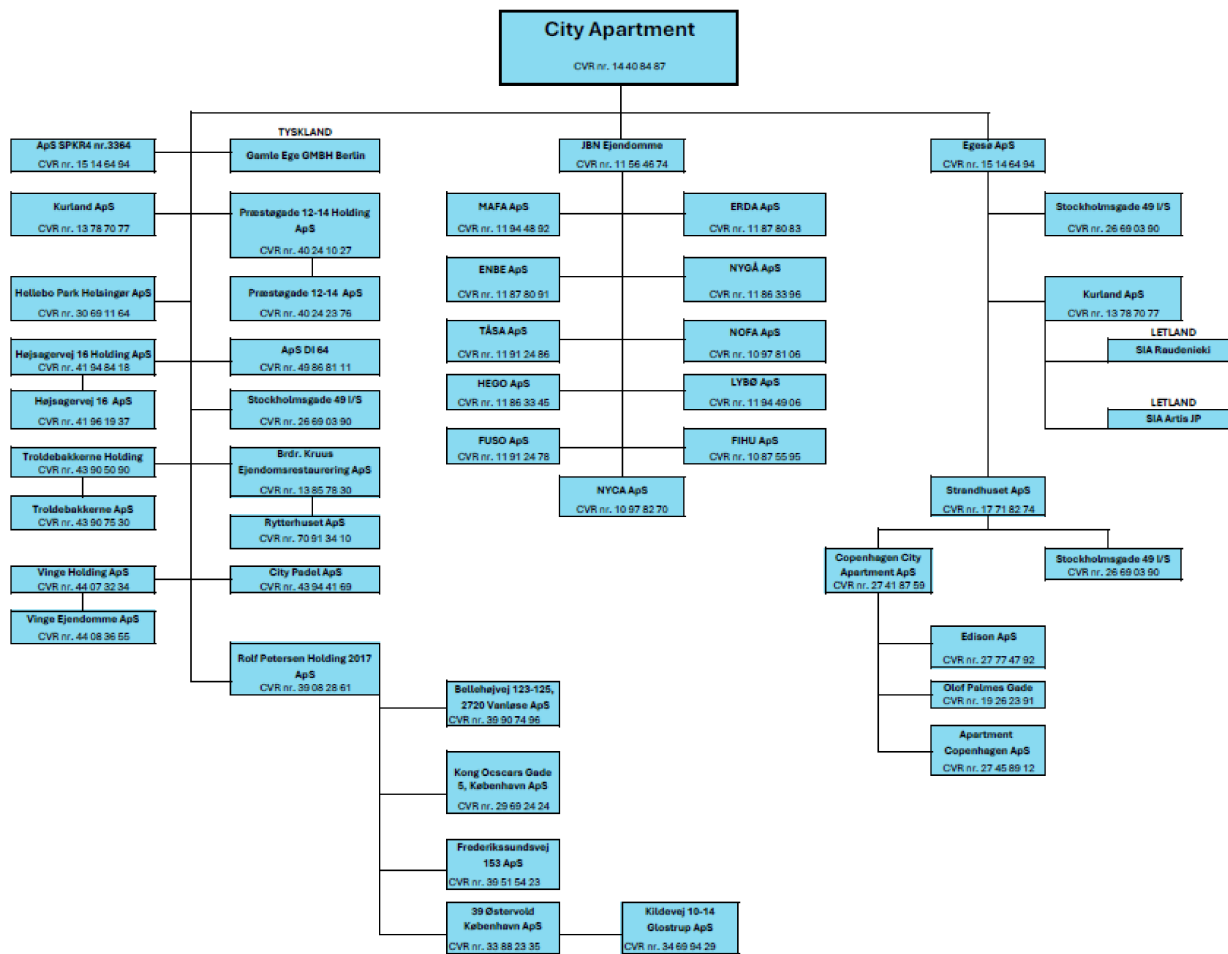 City Apartment
CVR nr. 14 40 84 87
ApS SPKR4 nr.3364
CVR nr. 15 14 64 94
TYSKLAND
Gamle Ege GMBH Berlin
JBN Ejendomme
CVR nr. 11 56 46 74
Egesø ApS
CVR nr. 15 14 64 94
Kurland ApS
CVR nr. 13 78 70 77
Præstøgade 12-14 Holding
ApS
CVR nr. 40 24 10 27
MAFA ApS
CVR nr. 11 94 48 92
ERDA ApS
CVR nr. 11 87 80 83
Stockholmsgade 49 I/S
CVR nr. 26 69 03 90
Hellebo Park Helsingør ApS
CVR nr. 30 69 11 64
Præstøgade 12-14 ApS
CVR nr. 40 24 23 76
ENBE ApS
CVR nr. 11 87 80 91
NYGÅ ApS
CVR nr. 11 86 33 96
Kurland ApS
CVR nr. 13 78 70 77
Højsagervej 16 Holding ApS
CVR nr. 41 94 84 18
ApS DI 64
CVR nr. 49 86 81 11
TÅSA ApS
CVR nr. 11 91 24 86
NOFA ApS
CVR nr. 10 97 81 06
LETLAND
SIA Raudenieki
Højsagervej 16 ApS
CVR nr. 41 96 19 37
Stockholmsgade 49 I/S
CVR nr. 26 69 03 90
HEGO ApS
CVR nr. 11 86 33 45
LYBØ ApS
CVR nr. 11 94 49 06
LETLAND
SIA Artis JP
Troldebakkerne Holding
CVR nr. 43 90 50 90
Brdr. Kruus
Ejendomsrestaurering ApS
CVR nr. 13 85 78 30
FUSO ApS
CVR nr. 11 91 24 78
FIHU ApS
CVR nr. 10 87 55 95
Troldebakkerne ApS
CVR nr. 43 90 75 30
Rytterhuset ApS
CVR nr. 70 91 34 10
NYCA ApS
CVR nr. 10 97 82 70
Strandhuset ApS
CVR nr. 17 71 82 74
Vinge Holding ApS
CVR nr. 44 07 32 34
City Padel ApS
CVR nr. 43 94 41 69
Copenhagen City
Apartment ApS
CVR nr. 27 41 87 59
Stockholmsgade 49 I/S
CVR nr. 26 69 03 90
Vinge Ejendomme ApS
CVR nr. 44 08 36 55
Rolf Petersen Holding 2017
ApS
CVR nr. 39 08 28 61
Edison ApS
CVR nr. 27 77 47 92
Bellehøjvej 123-125,
2720 Vanløse ApS
CVR nr. 39 90 74 96
Olof Palmes Gade
CVR nr. 19 26 23 91
Apartment
Copenhagen ApS
CVR nr. 27 45 89 12
Kong Ocscars Gade
5, København ApS
CVR nr. 29 69 24 24
Frederikssundsvej
153 ApS
CVR nr. 39 51 54 23
39 Østervold
København ApS
CVR nr. 33 88 23 35
Kildevej 10-14
Glostrup ApS
CVR nr. 34 69 94 29